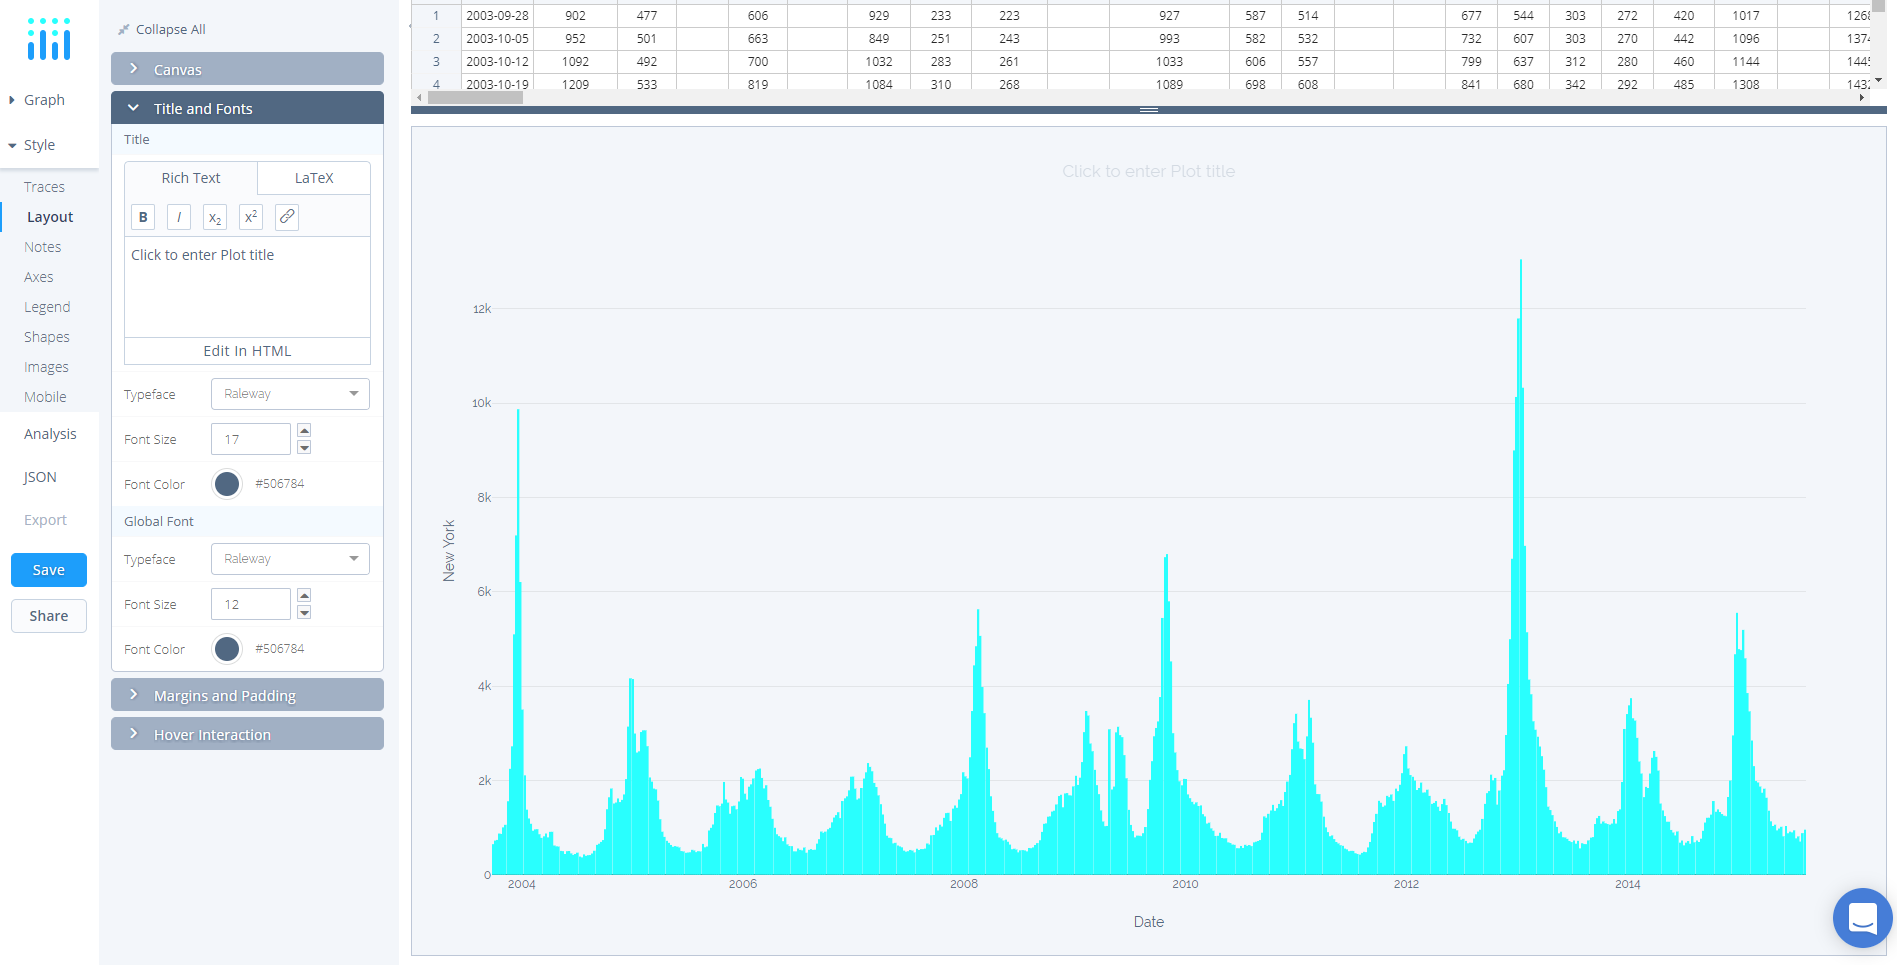 Graph
Style
Traces
Layout
Notes
Axes
Legend
Shapes
Images
Mobile
Analysis
JSON
Export
Save
Share
Collapse All
Canvas
Title and Fonts
Title
Rich Text LaTeX
B I x2 x2
Click to enter Plot title
Edit In HTML
Typeface Raleway
Font Size 17
Font Color #506784
Global Font
Typeface Raleway
Font Size 12
Font Color #506784
Margins and Padding
Hover Interaction
1 2003-09-28 902 477 606 929 233 223 927 587 514 677 544 303 272 420 1017 1268
2 2003-10-05 952 501 663 849 251 243 993 582 532 732 607 303 270 442 1096 1374
3 2003-10-12 1092 492 700 1032 283 261 1033 606 557 799 637 312 280 460 1144 1445
4 2003-10-19 1209 533 819 1084 310 268 1089 698 608 841 680 342 292 485 1308 1432
Click to enter Plot title
12k
10k
8k
6k
4k
2k
0
New York
2004 2006 2008 2010 2012 2014
Date